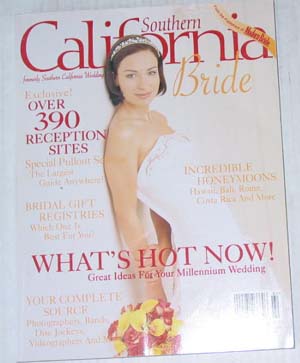 Southern
California
formerly Southern California Wedding
Bride
Exclusive!
OVER
390
RECEPTION
SITES
Special Pullout
The Largest
Guide Anywhere!
BRIDAL GIFT
REGISTRIES
Which One Is
Best For You?
INCREDIBLE
HONEYMOONS
Hawaii, Bali, Rome,
Costa Rica And More
WHAT'S HOT NOW!
Great Ideas For Your Millennium Wedding
YOUR COMPLETE
SOURCE
Photographers, Bands,
Disc Jockeys,
Videographers And